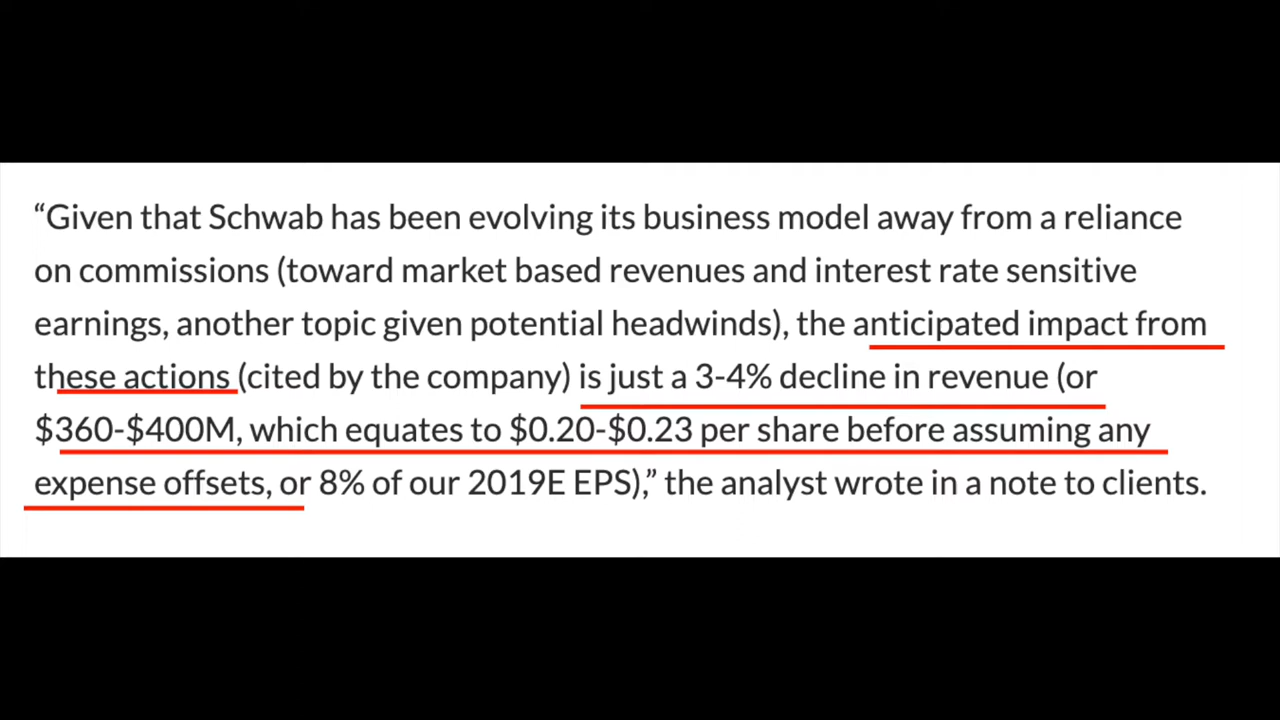 “Given that Schwab has been evolving its business model away from a reliance
on commissions (toward market based revenues and interest rate sensitive
earnings, another topic given potential headwinds), the anticipated impact from
these actions (cited by the company) is just a 3-4% decline in revenue (or
$360-$400M, which equates to $0.20-$0.23 per share before assuming any
expense offsets, or 8% of our 2019E EPS),” the analyst wrote in a note to clients.